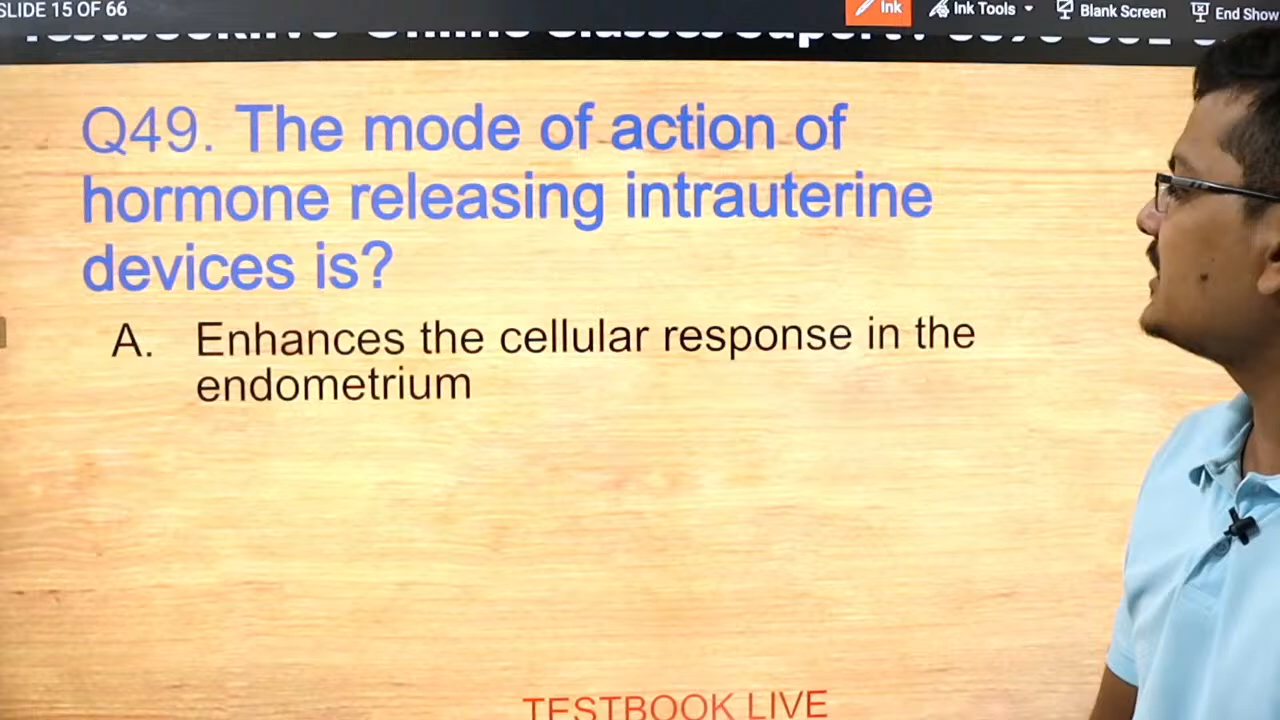 SLIDE 15 OF 66
Ink
Ink Tools
Blank Screen
End Show
Q49. The mode of action of
hormone releasing intrauterine
devices is?
A. Enhances the cellular response in the
endometrium
TESTBOOK LIVE